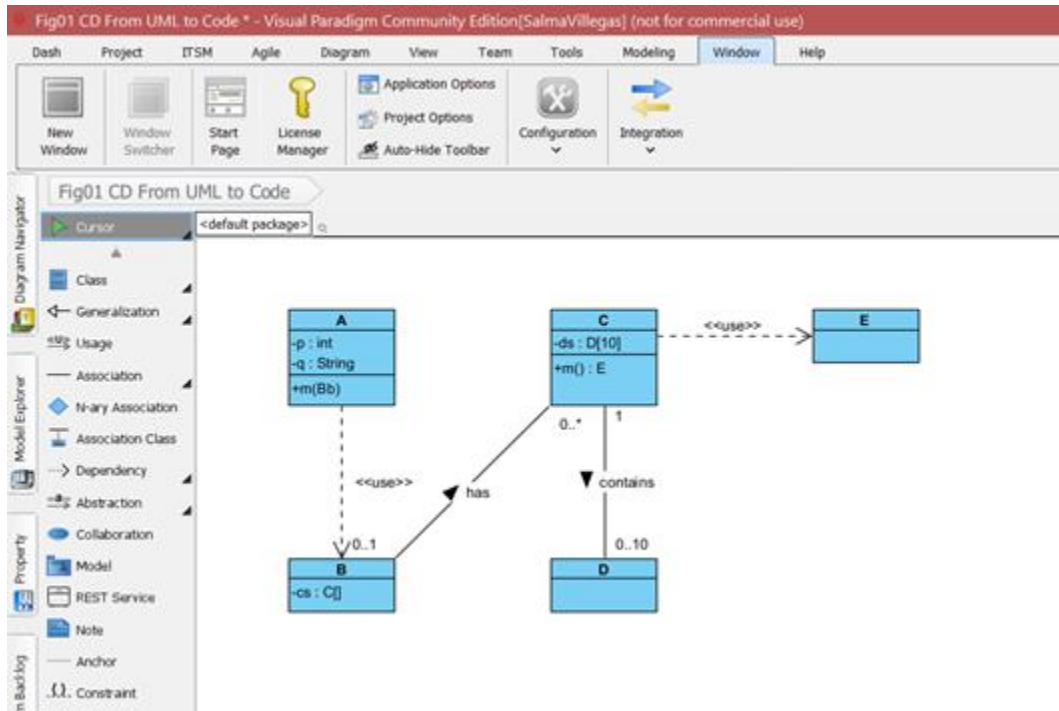 Fig01 CD From UML to Code * - Visual Paradigm Community Edition[SalmaVillegas] (not for commercial use)
Dash Project ITSM Agile Diagram View Team Tools Modeling Window Help
New Window
Window Switcher
Start Page
License Manager
Application Options
Project Options
Auto-Hide Toolbar
Configuration
Integration
Fig01 CD From UML to Code
Diagram Navigator
Model Explorer
Property
m Backlog
Cursor
Class
Generalization
Usage
Association
N-ary Association
Association Class
Dependency
Abstraction
Collaboration
Model
REST Service
Note
Anchor
Constraint
<default package>
A
-p : int
-q : String
+m(Bb)
C
-ds : D[10]
+m() : E
<<use>>
E
0..*
1
<<use>>
has
contains
0..1
0..10
B
-cs : C[]
D